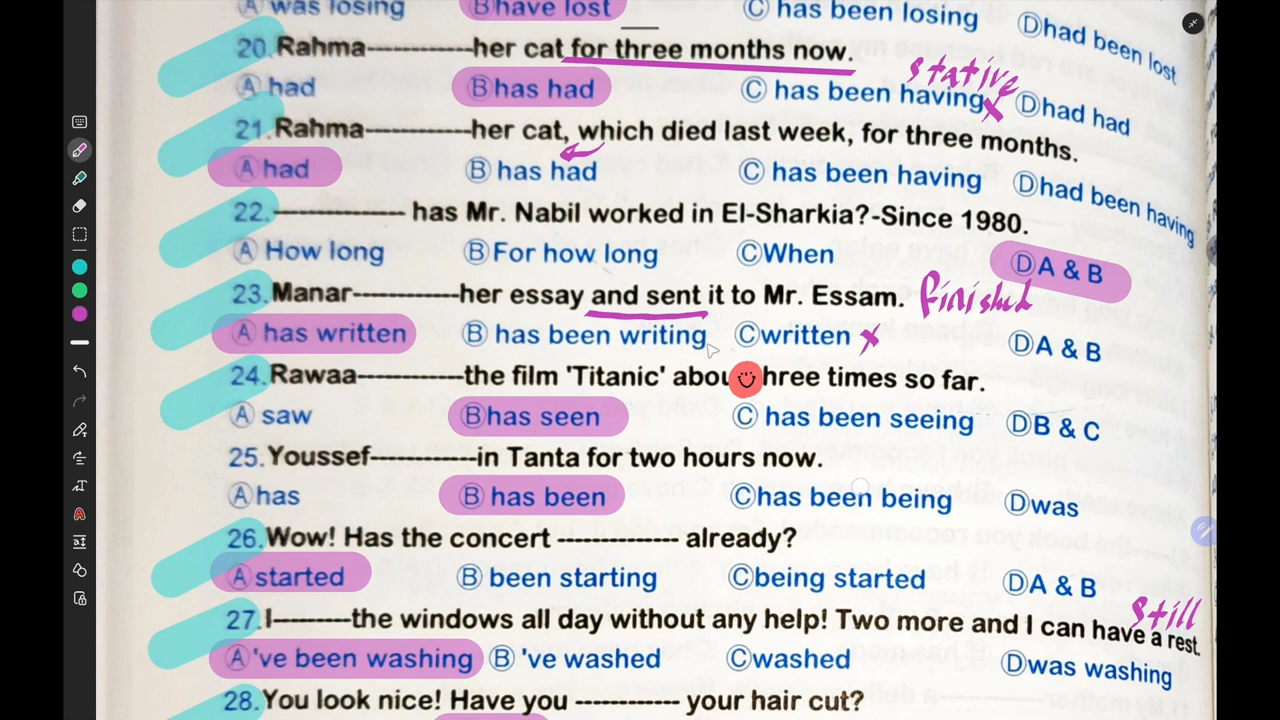 Ⓐ was losing Ⓑ have lost Ⓒ has been losing Ⓓ had been lost
20. Rahma------------her cat for three months now.
stative
Ⓐ had Ⓑ has had Ⓒ has been having Ⓓ had had
21. Rahma------------her cat, which died last week, for three months.
Ⓐ had Ⓑ has had Ⓒ has been having Ⓓ had been having
22. --------------- has Mr. Nabil worked in El-Sharkia?-Since 1980.
Ⓐ How long Ⓑ For how long Ⓒ When Ⓓ A & B
23. Manar------------her essay and sent it to Mr. Essam. finished
Ⓐ has written Ⓑ has been writing Ⓒ written Ⓓ A & B
24. Rawaa------------the film 'Titanic' about three times so far.
Ⓐ saw Ⓑ has seen Ⓒ has been seeing Ⓓ B & C
25. Youssef------------in Tanta for two hours now.
Ⓐ has Ⓑ has been Ⓒ has been being Ⓓ was
26. Wow! Has the concert -------------- already?
Ⓐ started Ⓑ been starting Ⓒ being started Ⓓ A & B
still
27. I---------the windows all day without any help! Two more and I can have a rest.
Ⓐ 've been washing Ⓑ 've washed Ⓒ washed Ⓓ was washing
28. You look nice! Have you ------------ your hair cut?